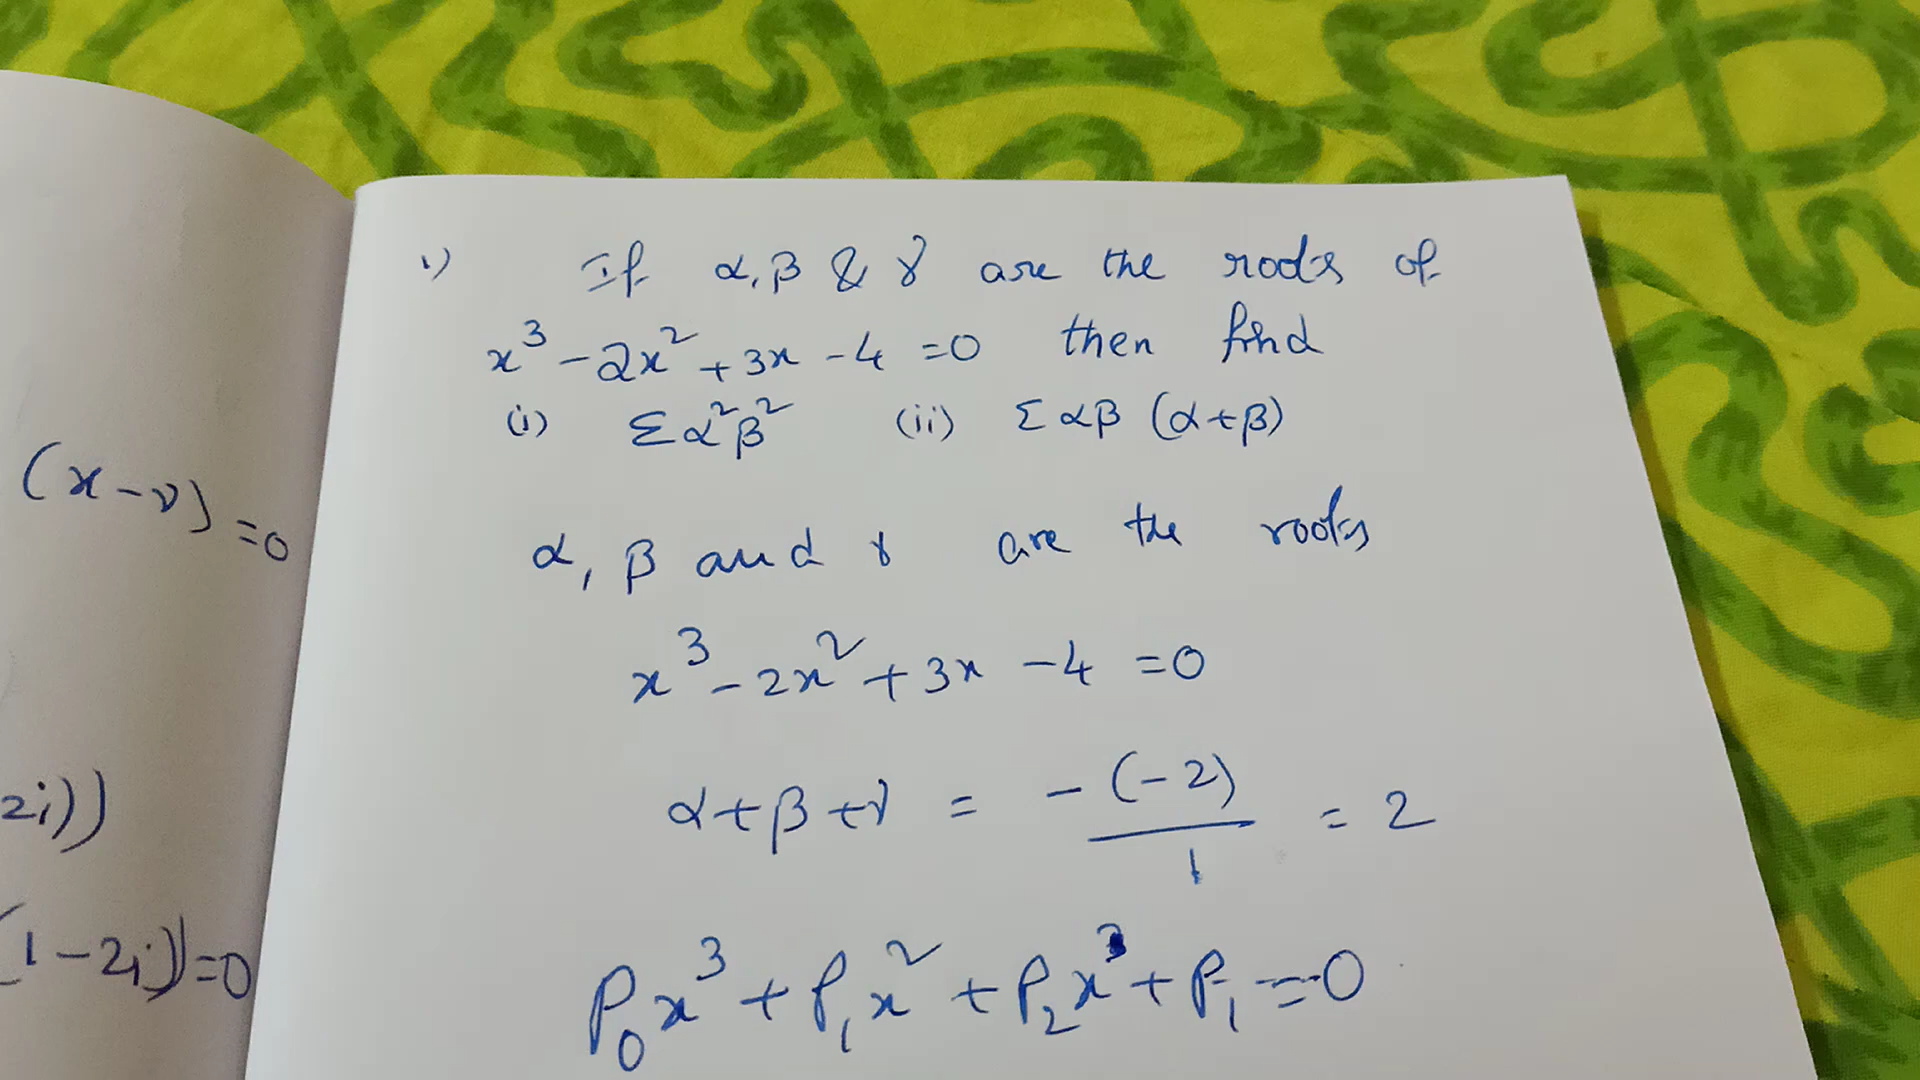 (x-γ)=0
2i))
(1-2i))=0
1) If α, β & γ are the roots of
x³ - 2x² + 3x - 4 = 0 then find
(i) Σα²β² (ii) Σαβ (α+β)
α, β and γ are the roots
x³ - 2x² + 3x - 4 = 0
α+β+γ = -(-2)/1 = 2
P₀x³ + P₁x² + P₂x³ + P₁ = 0